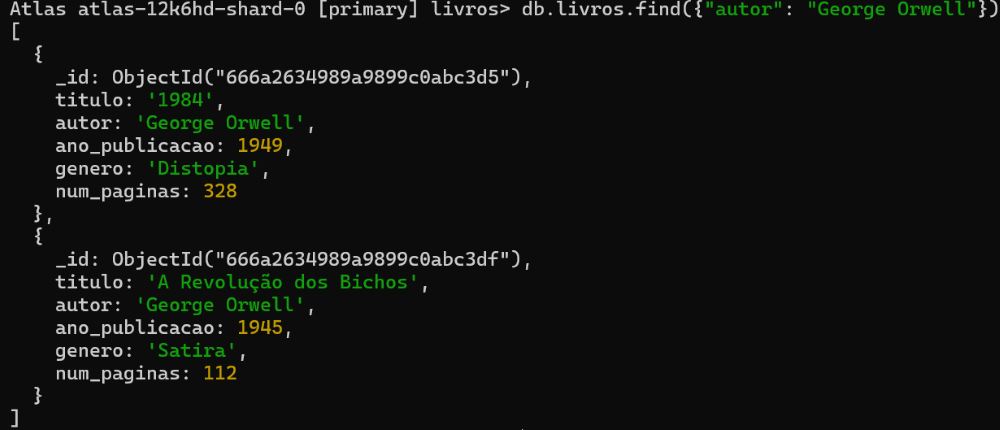 Atlas atlas-12k6hd-shard-0 [primary] livros> db.livros.find({"autor": "George Orwell"})
[
  {
    _id: ObjectId("666a2634989a9899c0abc3d5"),
    titulo: '1984',
    autor: 'George Orwell',
    ano_publicacao: 1949,
    genero: 'Distopia',
    num_paginas: 328
  },
  {
    _id: ObjectId("666a2634989a9899c0abc3df"),
    titulo: 'A Revolução dos Bichos',
    autor: 'George Orwell',
    ano_publicacao: 1945,
    genero: 'Satira',
    num_paginas: 112
  }
]